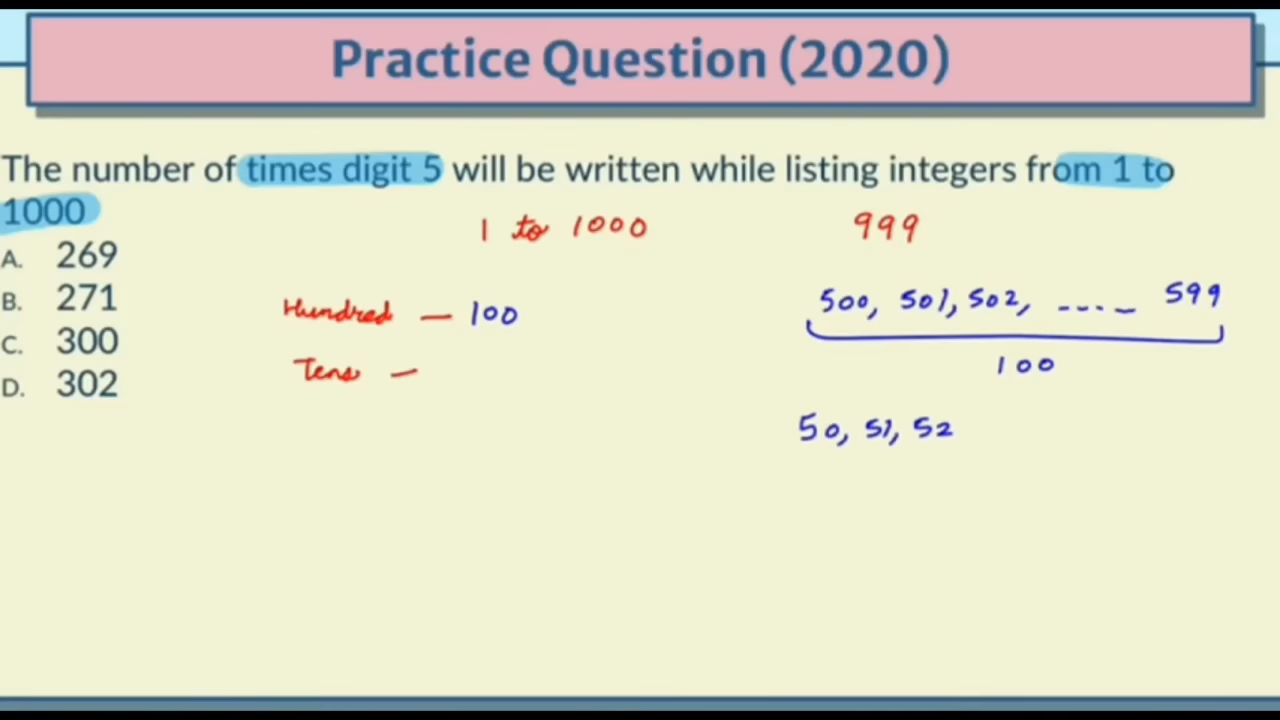 Practice Question (2020)
The number of times digit 5 will be written while listing integers from 1 to
1000
1 to 1000
999
A. 269
B. 271
C. 300
D. 302
Hundred — 100
Tens —
500, 501, 502, ----- 599
100
50, 51, 52